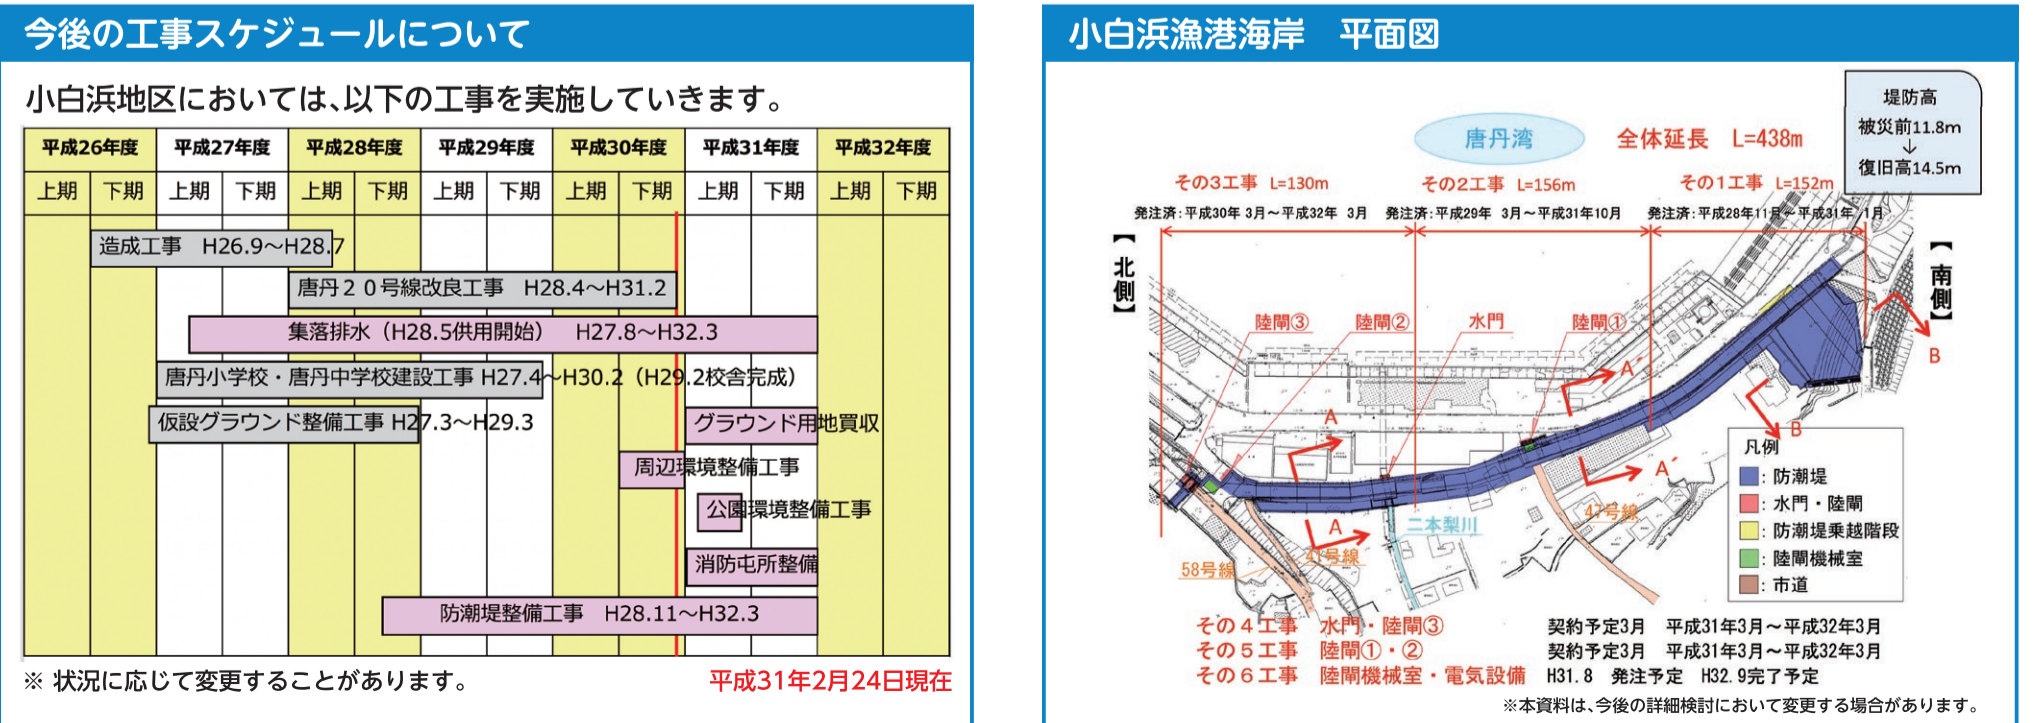 今後の工事スケジュールについて
小白浜地区においては、以下の工事を実施していきます。
平成26年度 平成27年度 平成28年度 平成29年度 平成30年度 平成31年度 平成32年度
上期 下期 上期 下期 上期 下期 上期 下期 上期 下期 上期 下期 上期 下期
造成工事 H26.9～H28.7
唐丹２０号線改良工事 H28.4～H31.2
集落排水（H28.5供用開始） H27.8～H32.3
唐丹小学校・唐丹中学校建設工事 H27.4～H30.2（H29.2校舎完成）
仮設グラウンド整備工事 H27.3～H29.3
グラウンド用地買収
周辺環境整備工事
公園環境整備工事
消防屯所整備
防潮堤整備工事 H28.11～H32.3
※ 状況に応じて変更することがあります。
平成31年2月24日現在
小白浜漁港海岸 平面図
堤防高
被災前11.8m
↓
復旧高14.5m
唐丹湾
全体延長 L=438m
その3工事 L=130m
その2工事 L=156m
その1工事 L=152m
発注済:平成30年 3月～平成32年 3月
発注済:平成29年 3月～平成31年10月
発注済:平成28年11月～平成31年 1月
【北側】
【南側】
陸閘③
陸閘②
水門
陸閘①
A´
B
A
B
A´
A
二本梨川
47号線
47号線
58号線
凡例
：防潮堤
：水門・陸閘
：防潮堤乗越階段
：陸閘機械室
：市道
その４工事 水門・陸閘③ 契約予定3月 平成31年3月～平成32年3月
その５工事 陸閘①・② 契約予定3月 平成31年3月～平成32年3月
その６工事 陸閘機械室・電気設備 H31.8 発注予定 H32.9完了予定
※本資料は、今後の詳細検討において変更する場合があります。